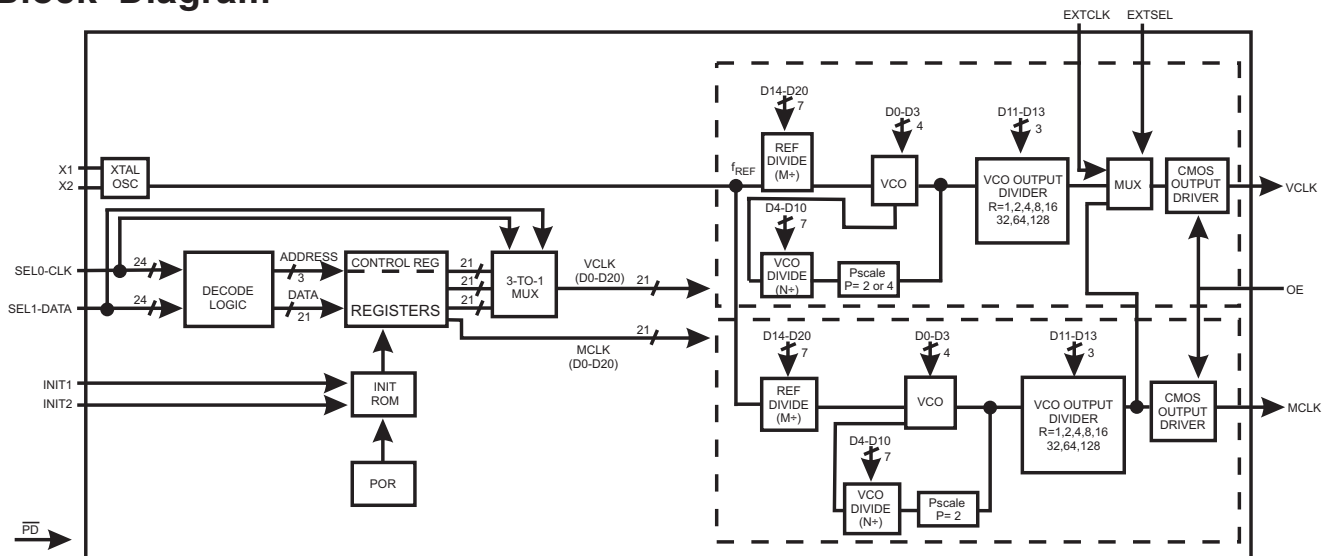 Block Diagram
EXTCLK EXTSEL
D14-D20
7
D0-D3
4
D11-D13
3
X1
X2
XTAL
OSC
fREF
REF
DIVIDE
(M÷)
VCO
VCO OUTPUT
DIVIDER
R=1,2,4,8,16
32,64,128
MUX
CMOS
OUTPUT
DRIVER
VCLK
D4-D10
7
VCO
DIVIDE
(N÷)
Pscale
P= 2 or 4
SEL0-CLK
24
SEL1-DATA
24
DECODE
LOGIC
ADDRESS
3
DATA
21
CONTROL REG
REGISTERS
21
21
21
3-TO-1
MUX
VCLK
(D0-D20)
21
21
MCLK
(D0-D20)
OE
INIT1
INIT2
INIT
ROM
POR
PD
D14-D20
7
D0-D3
4
D11-D13
3
REF
DIVIDE
(M÷)
VCO
VCO OUTPUT
DIVIDER
R=1,2,4,8,16
32,64,128
CMOS
OUTPUT
DRIVER
MCLK
D4-D10
7
VCO
DIVIDE
(N÷)
Pscale
P= 2